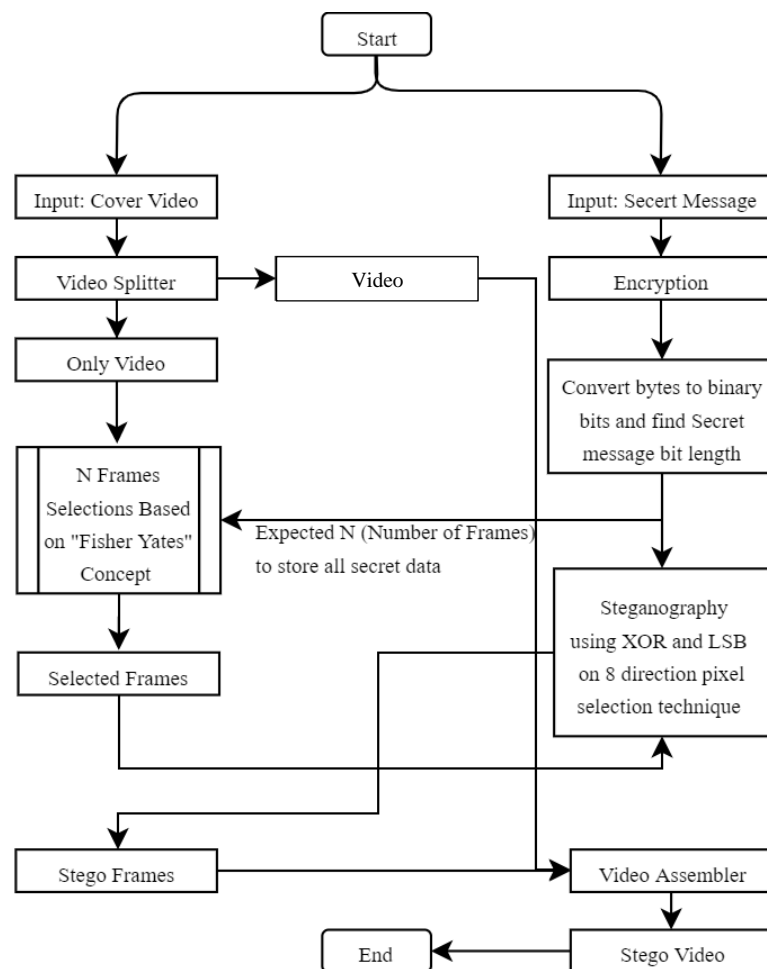 Start
Input: Cover Video
Input: Secert Message
Video Splitter
Video
Encryption
Only Video
Convert bytes to binary
bits and find Secret
message bit length
N Frames
Selections Based
on "Fisher Yates"
Concept
Expected N (Number of Frames)
to store all secret data
Steganography
using XOR and LSB
on 8 direction pixel
selection technique
Selected Frames
Stego Frames
Video Assembler
End
Stego Video